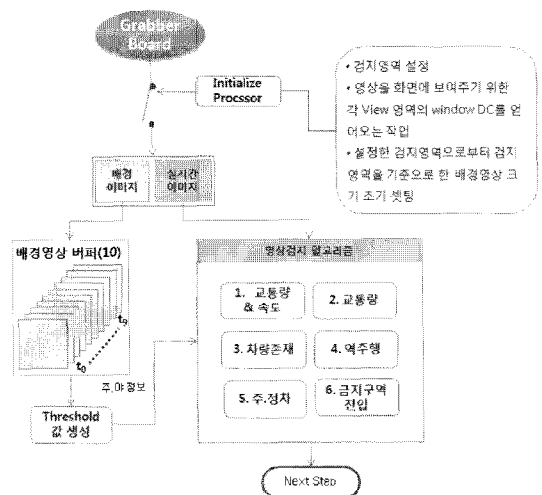 Grabber
Board
Initialize
Procssor
• 검지영역 설정
• 영상을 화면에 보여주기 위한
각 View 영역의 window DC를 얻
어오는 작업
• 설정한 검지영역으로부터 검지
영역을 기준으로 한 배경영상 크
기 초기 셋팅
배경
이미지
실시간
이미지
배경영상 버퍼(10)
t9
t0
주,야 정보
Threshold
값 생성
영상검지 알고리즘
1. 교통량
& 속도
2. 교통량
3. 차량존재
4. 역주행
5. 주.정차
6. 금지구역
진입
Next Step